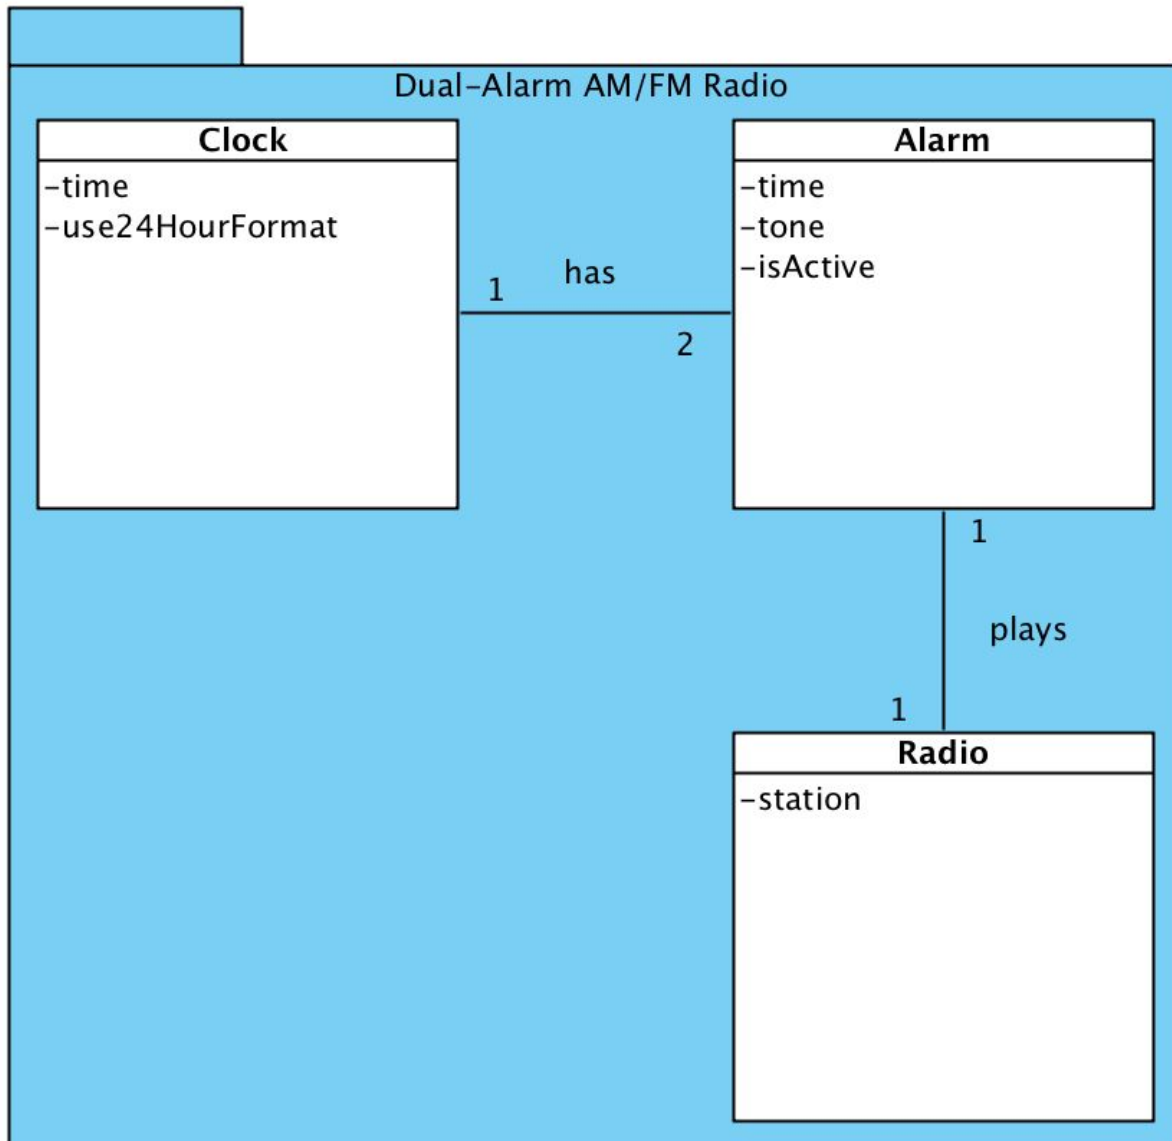 Dual-Alarm AM/FM Radio
Clock
-time
-use24HourFormat
Alarm
-time
-tone
-isActive
has
1
2
1
plays
1
Radio
-station